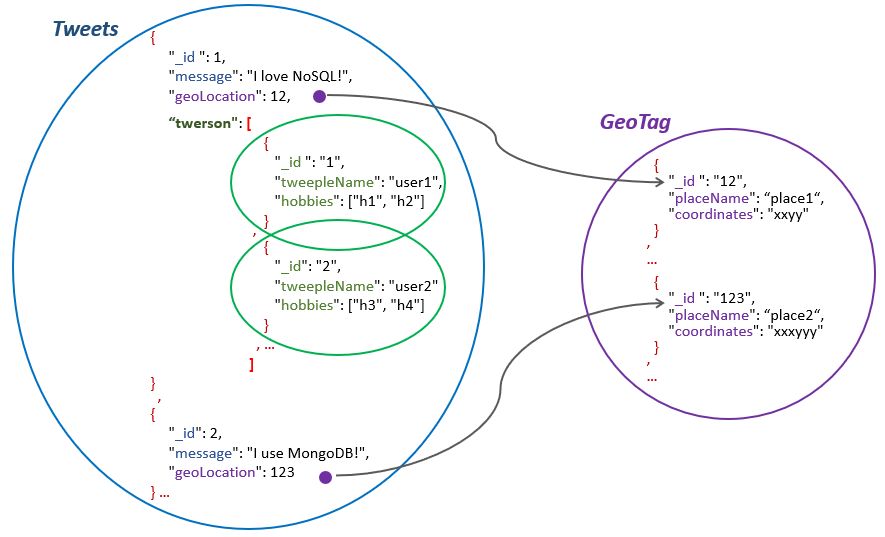 Tweets
{
"_id ": 1,
"message": "I love NoSQL!",
"geoLocation": 12,
“twerson": [
{
"_id ": "1",
"tweepleName": "user1",
"hobbies": ["h1", "h2"]
}
,
{
"_id": "2",
"tweepleName": "user2"
"hobbies": ["h3", "h4"]
}
, ...
]
}
,
{
"_id": 2,
"message": "I use MongoDB!",
"geoLocation": 123
} ...
GeoTag
{
"_id ": "12",
"placeName": “place1“,
"coordinates": "xxyy"
}
,
...
{
"_id ": "123",
"placeName": “place2“,
"coordinates": "xxxyyy"
}
,
...